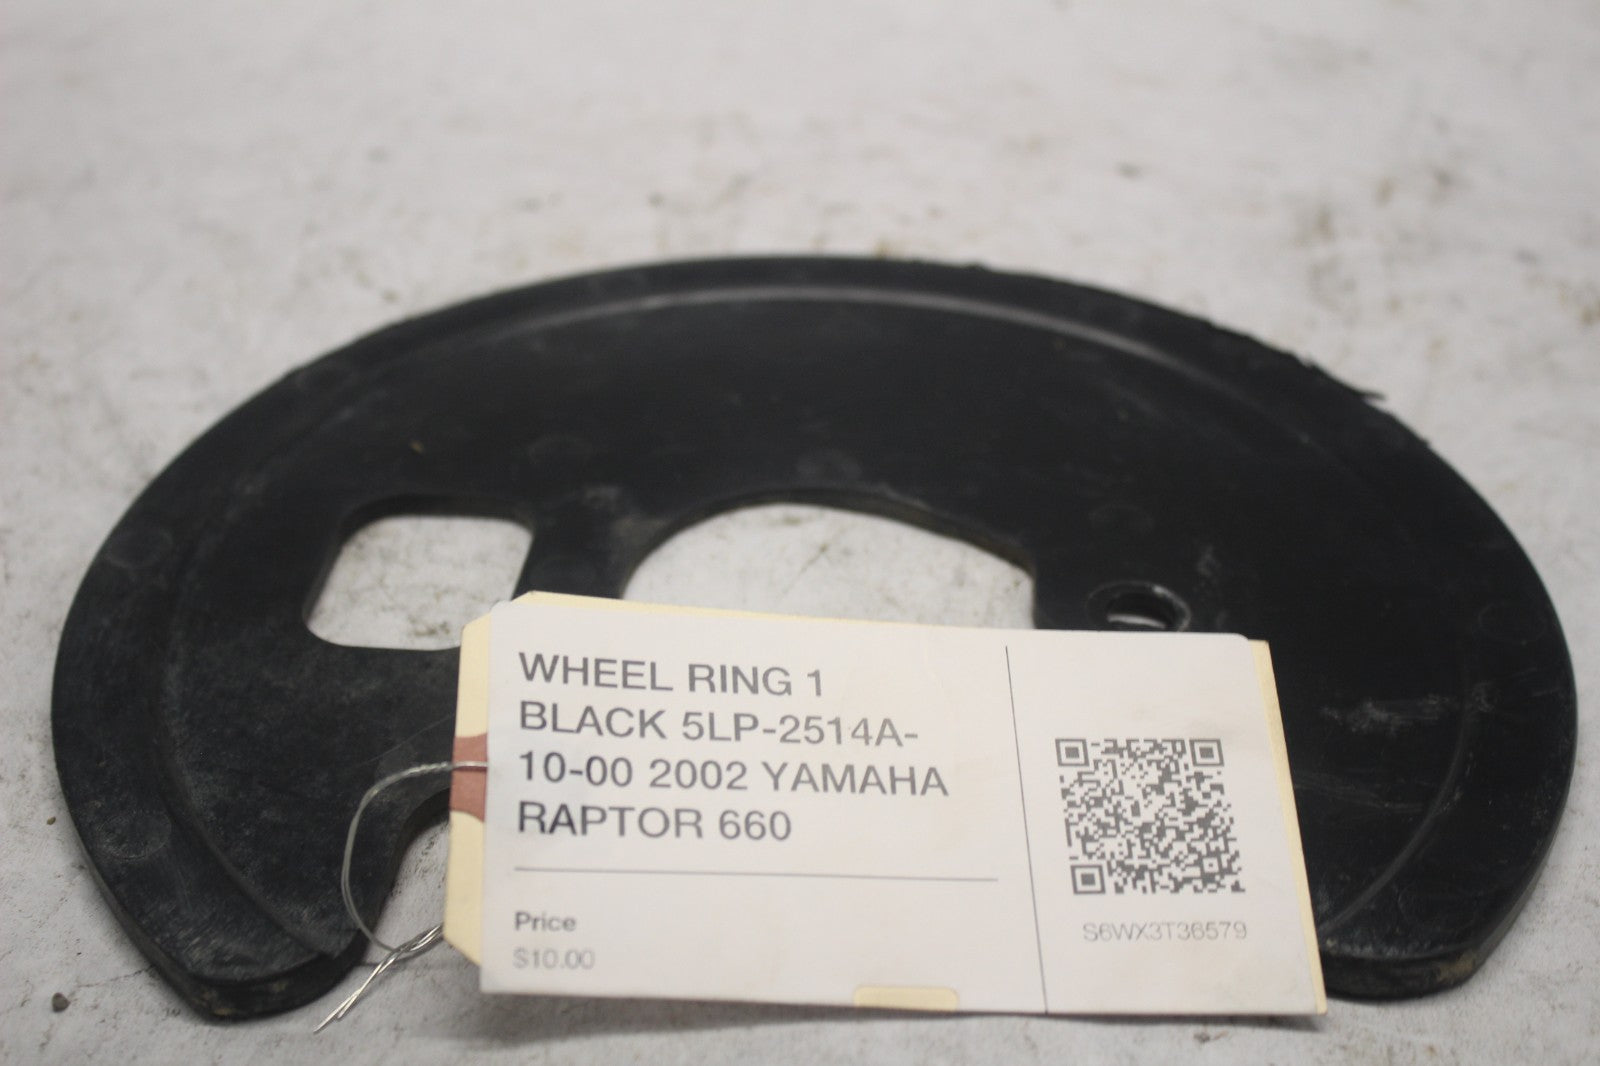 WHEEL RING 1
BLACK 5LP-2514A-
10-00 2002 YAMAHA
RAPTOR 660
Price
$10.00
S6WX3T36579